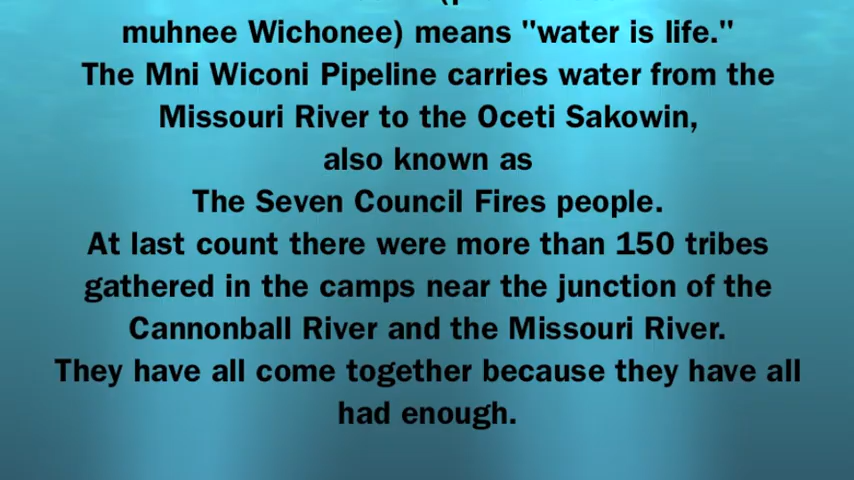 muhnee Wichonee) means "water is life."
The Mni Wiconi Pipeline carries water from the
Missouri River to the Oceti Sakowin,
also known as
The Seven Council Fires people.
At last count there were more than 150 tribes
gathered in the camps near the junction of the
Cannonball River and the Missouri River.
They have all come together because they have all
had enough.